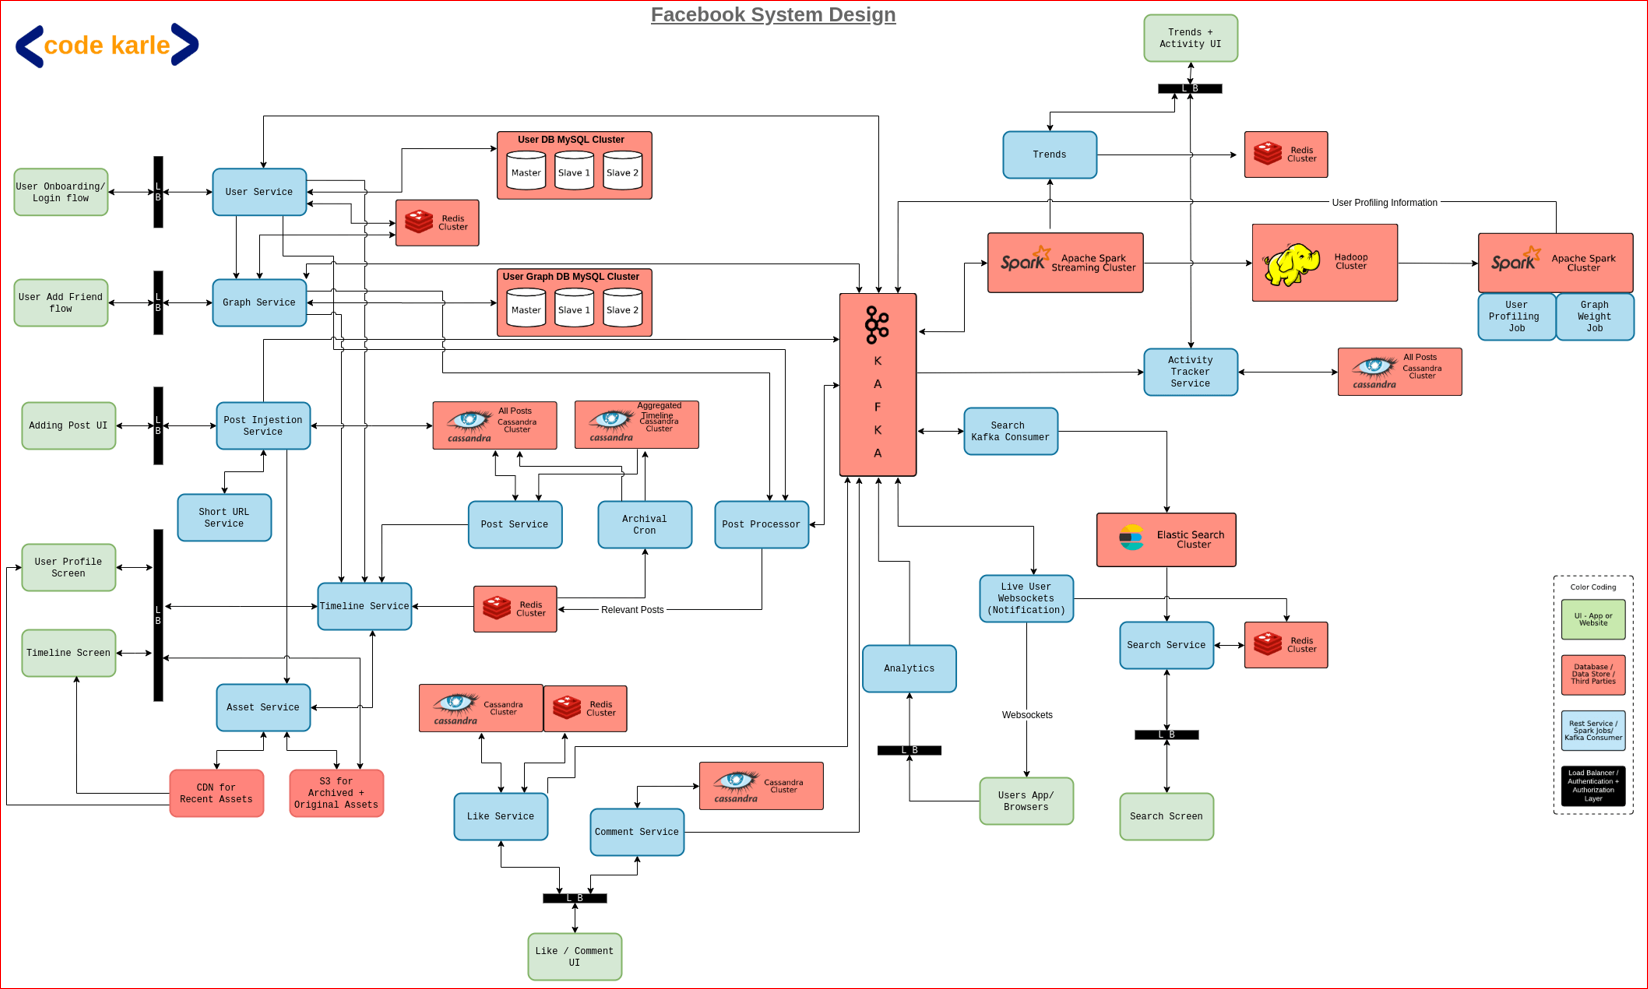 Facebook System Design
code karle
Trends +
Activity UI
L B
User DB MySQL Cluster
Master
Slave 1
Slave 2
Trends
Redis
Cluster
User Onboarding/
Login flow
L
B
User Service
Redis
Cluster
User Profiling Information
Spark
Apache Spark
Streaming Cluster
Hadoop
Cluster
Spark
Apache Spark
Cluster
User Graph DB MySQL Cluster
Master
Slave 1
Slave 2
User Add Friend
flow
L
B
Graph Service
User
Profiling
Job
Graph
Weight
Job
K
A
F
K
A
Activity
Tracker
Service
All Posts
Cassandra
Cluster
cassandra
Adding Post UI
L
B
Post Injection
Service
All Posts
Cassandra
Cluster
cassandra
Aggregated
Timeline
Cassandra
Cluster
cassandra
Search
Kafka Consumer
Short URL
Service
Post Service
Archival
Cron
Post Processor
Elastic Search
Cluster
User Profile
Screen
L
B
Timeline Service
Redis
Cluster
Relevant Posts
Live User
Websockets
(Notification)
Color Coding
UI - App or
Website
Timeline Screen
Analytics
Search Service
Redis
Cluster
Database /
Data Store /
Third Parties
Asset Service
Cassandra
Cluster
cassandra
Redis
Cluster
Websockets
L B
L B
Rest Service /
Spark Jobs/
Kafka Consumer
CDN for
Recent Assets
S3 for
Archived +
Original Assets
Cassandra
Cluster
cassandra
Load Balancer /
Authentication +
Authorization
Layer
Like Service
Comment Service
Users App/
Browsers
Search Screen
L B
Like / Comment
UI